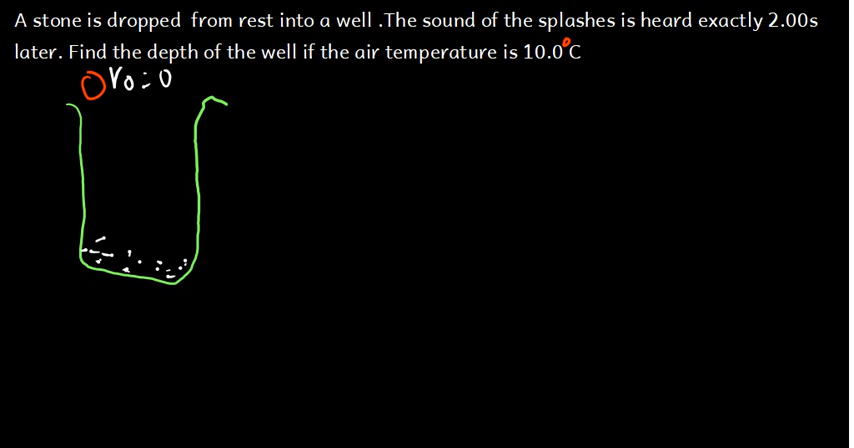 A stone is dropped from rest into a well .The sound of the splashes is heard exactly 2.00s
later. Find the depth of the well if the air temperature is 10.0°C
V0 = 0